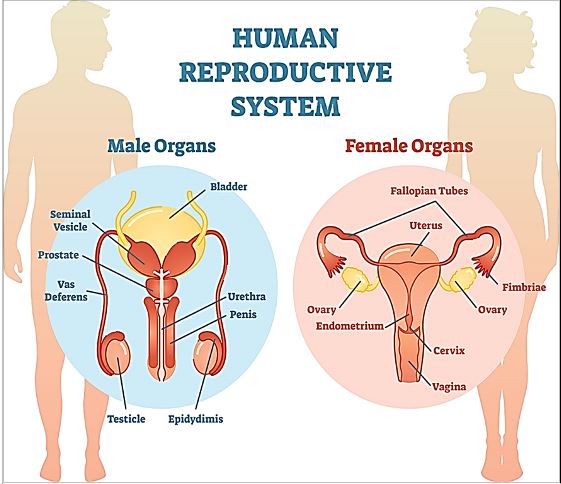 HUMAN
REPRODUCTIVE
SYSTEM
Male Organs
Bladder
Seminal
Vesicle
Prostate
Vas
Deferens
Urethra
Penis
Testicle
Epidydimis
Female Organs
Fallopian Tubes
Uterus
Fimbriae
Ovary
Ovary
Endometrium
Cervix
Vagina